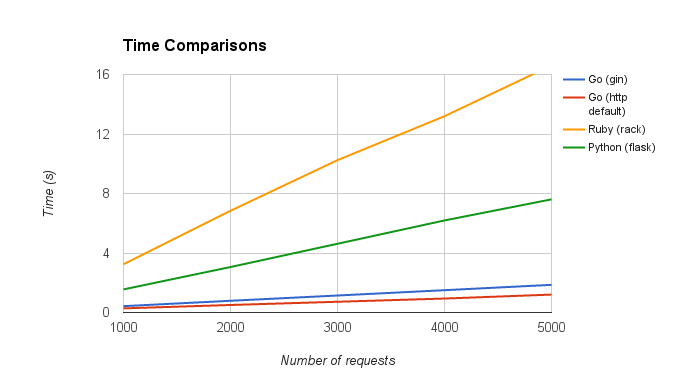 Time Comparisons
16
12
8
4
0
Time (s)
1000
2000
3000
4000
5000
Number of requests
Go (gin)
Go (http
default)
Ruby (rack)
Python (flask)